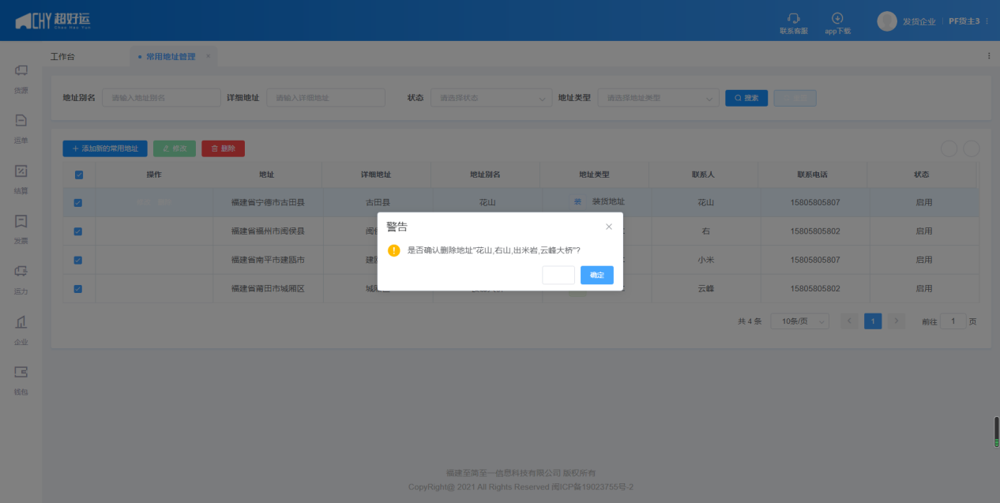 CHY 超好运
Chao Hao Yun
联系客服
app下载
发货企业
PF货主3
工作台
常用地址管理
货源
运单
结算
发票
运力
企业
钱包
地址别名 请输入地址别名 详细地址 请输入详细地址 状态 请选择状态 地址类型 请选择地址类型 搜索
添加新的常用地址 修改 删除
操作 地址 详细地址 地址别名 地址类型 联系人 联系电话 状态
福建省宁德市古田县 古田县 花山 装 装货地址 花山 15805805807 启用
福建省福州市闽侯县 右 15805805802 启用
福建省南平市建瓯市 小米 15805805807 启用
福建省莆田市城厢区 云峰 15805805802 启用
警告
是否确认删除地址"花山,右山,出米岩,云峰大桥"?
确定
共 4 条 10条/页 1 前往 1 页
福建至简至一信息科技有限公司 版权所有
CopyRight@ 2021 All Rights Reserved 闽ICP备19023755号-2